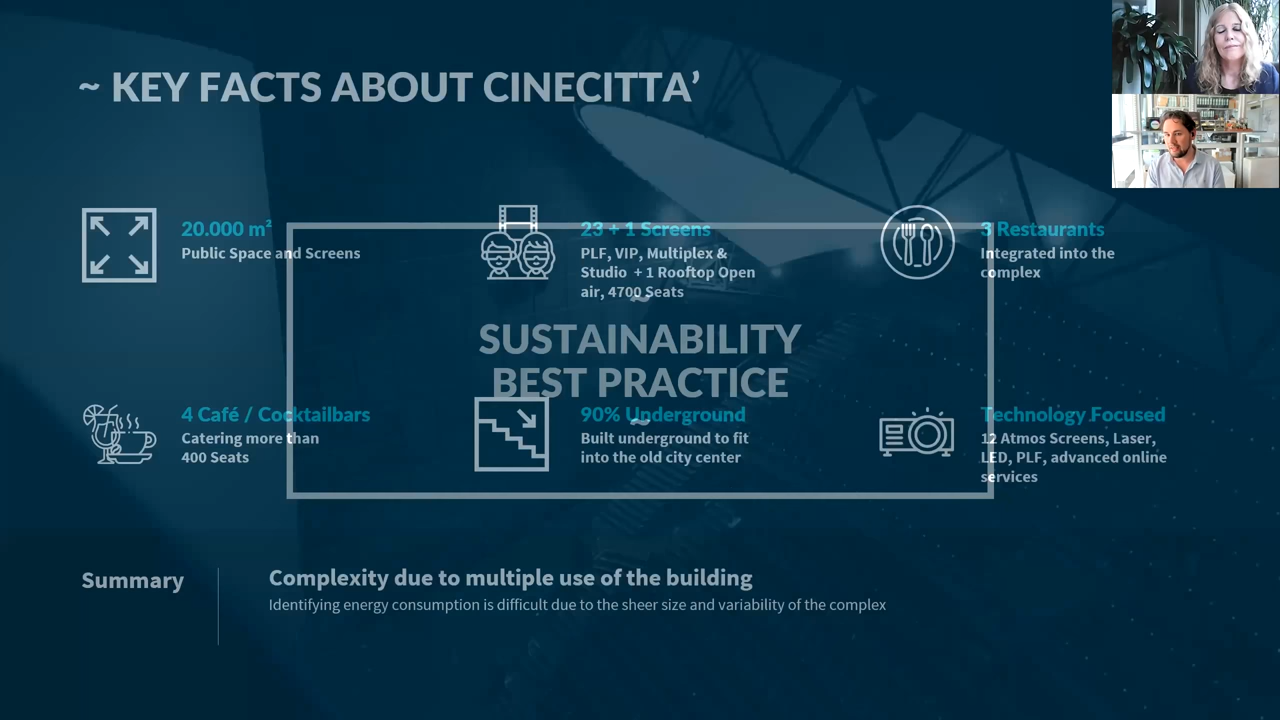 ~ KEY FACTS ABOUT CINECITTA’
20.000 m²
Public Space and Screens
23 + 1 Screens
PLF, VIP, Multiplex &
Studio + 1 Rooftop Open
air, 4700 Seats
3 Restaurants
Integrated into the
complex
~
SUSTAINABILITY
BEST PRACTICE
~
4 Café / Cocktailbars
Catering more than
400 Seats
90% Underground
Built underground to fit
into the old city center
Technology Focused
12 Atmos Screens, Laser,
LED, PLF, advanced online
services
Summary
Complexity due to multiple use of the building
Identifying energy consumption is difficult due to the sheer size and variability of the complex